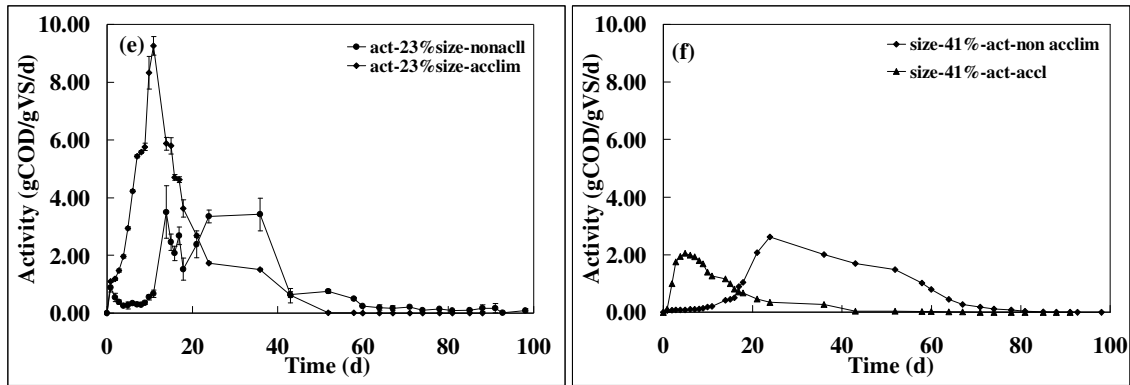 10.00
8.00
6.00
4.00
2.00
0.00
Activity (gCOD/gVS/d)
(e)
act-23%size-nonacll
act-23%size-acclim
0 20 40 60 80 100
Time (d)
10.00
8.00
6.00
4.00
2.00
0.00
Activity (gCOD/gVS/d)
(f)
size-41%-act-non acclim
size-41%-act-accl
0 20 40 60 80 100
Time (d)